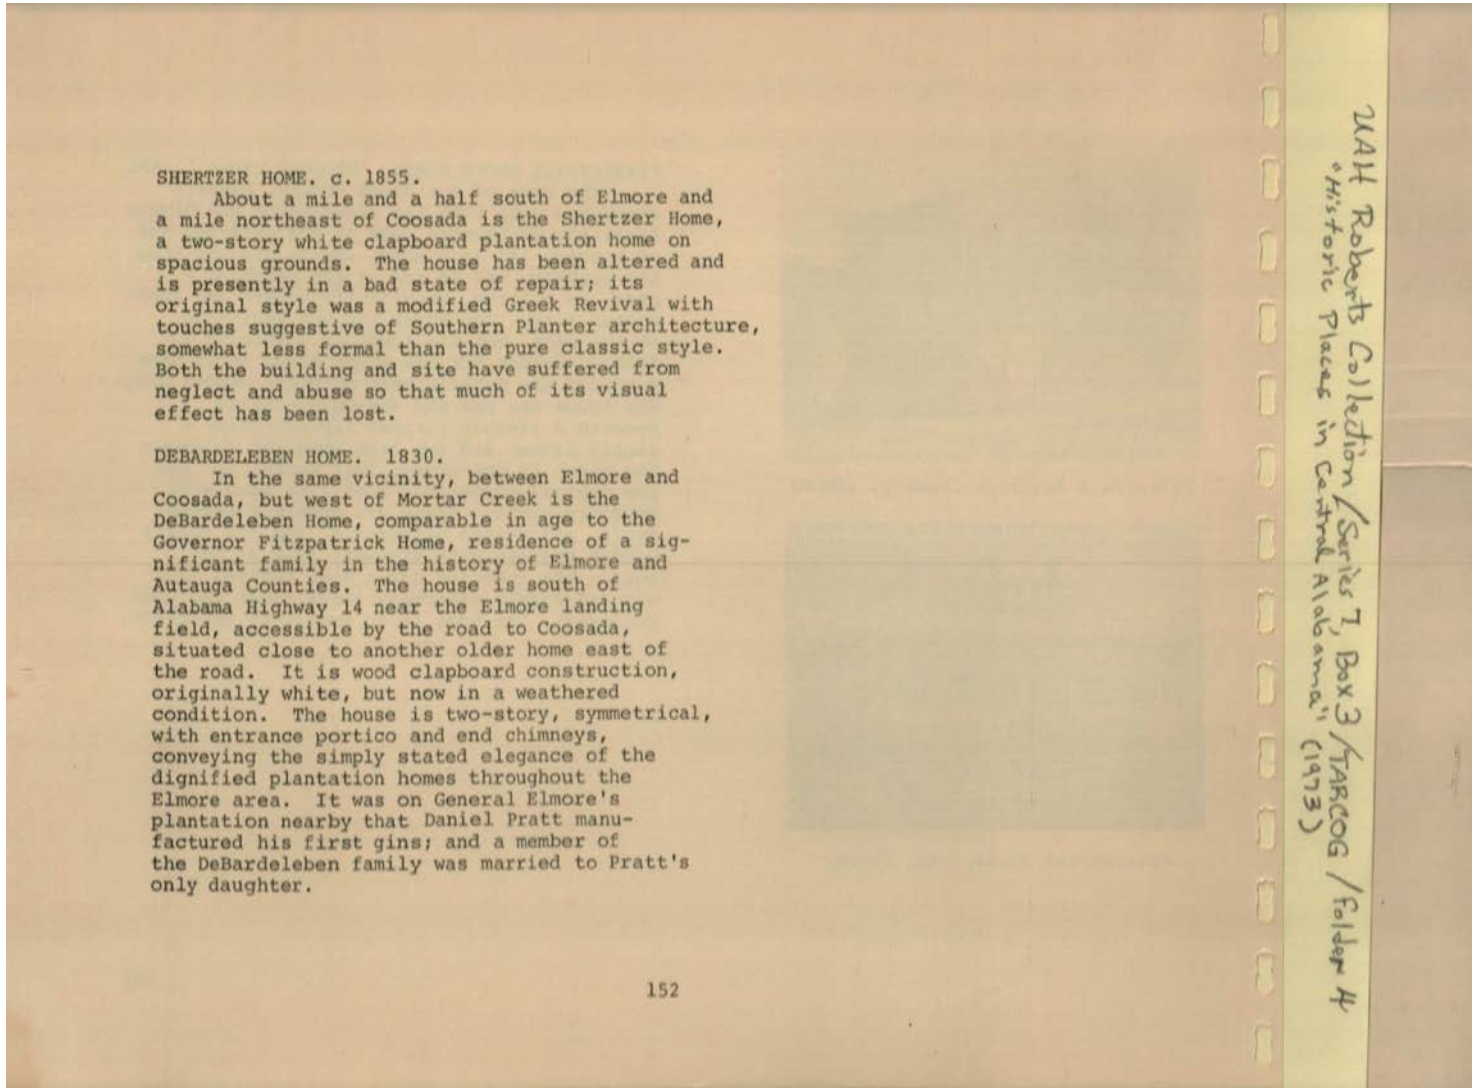 SHERTZER HOME. c. 1855.
About a mile and a half south of Elmore and
a mile northeast of Coosada is the Shertzer Home,
a two-story white clapboard plantation home on
spacious grounds. The house has been altered and
is presently in a bad state of repair; its
original style was a modified Greek Revival with
touches suggestive of Southern Planter architecture,
somewhat less formal than the pure classic style.
Both the building and site have suffered from
neglect and abuse so that much of its visual
effect has been lost.
DEBARDELEBEN HOME. 1830.
In the same vicinity, between Elmore and
Coosada, but west of Mortar Creek is the
DeBardeleben Home, comparable in age to the
Governor Fitzpatrick Home, residence of a sig-
nificant family in the history of Elmore and
Autauga Counties. The house is south of
Alabama Highway 14 near the Elmore landing
field, accessible by the road to Coosada,
situated close to another older home east of
the road. It is wood clapboard construction,
originally white, but now in a weathered
condition. The house is two-story, symmetrical,
with entrance portico and end chimneys,
conveying the simply stated elegance of the
dignified plantation homes throughout the
Elmore area. It was on General Elmore's
plantation nearby that Daniel Pratt manu-
factured his first gins; and a member of
the DeBardeleben family was married to Pratt's
only daughter.
152
UAH Roberts Collection/Series 7, Box 3/TARCOG/folder 4
"Historic Places in Central Alabama" (1973)